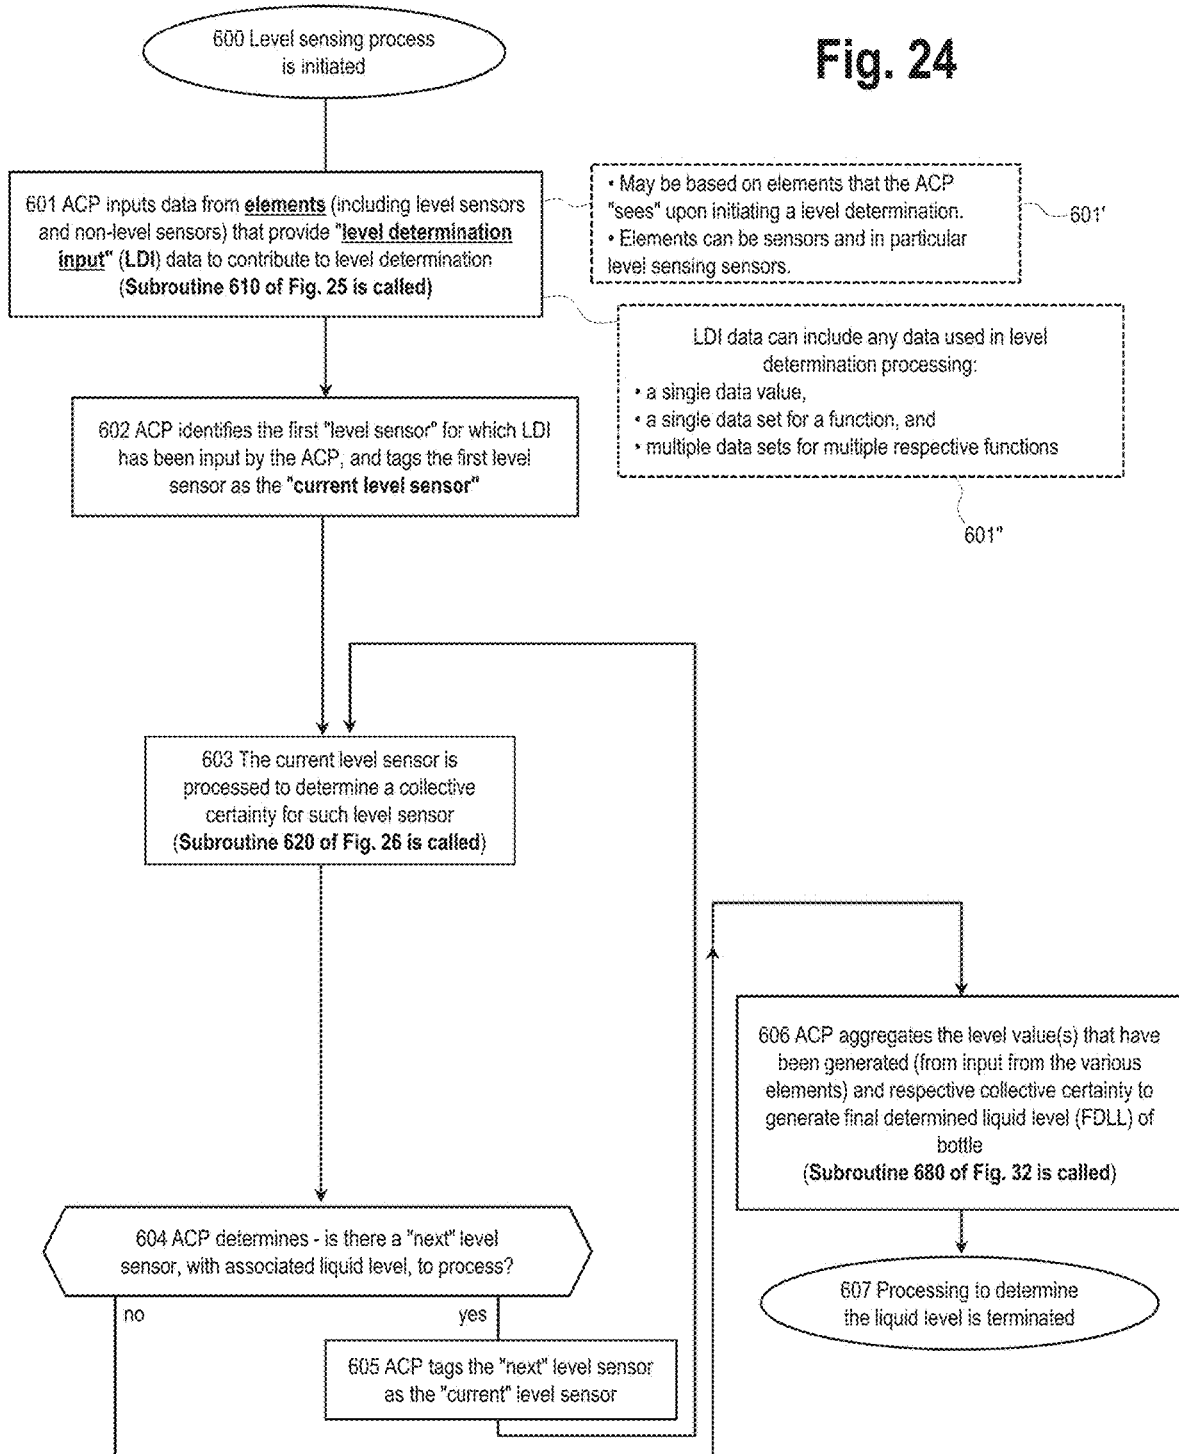 600 Level sensing process
is initiated
Fig. 24
601 ACP inputs data from elements (including level sensors
and non-level sensors) that provide "level determination
input" (LDI) data to contribute to level determination
(Subroutine 610 of Fig. 25 is called)
• May be based on elements that the ACP
"sees" upon initiating a level determination.
• Elements can be sensors and in particular
level sensing sensors.
601'
LDI data can include any data used in level
determination processing:
• a single data value,
• a single data set for a function, and
• multiple data sets for multiple respective functions
601"
602 ACP identifies the first "level sensor" for which LDI
has been input by the ACP, and tags the first level
sensor as the "current level sensor"
603 The current level sensor is
processed to determine a collective
certainty for such level sensor
(Subroutine 620 of Fig. 26 is called)
604 ACP determines - is there a "next" level
sensor, with associated liquid level, to process?
no
yes
605 ACP tags the "next" level sensor
as the "current" level sensor
606 ACP aggregates the level value(s) that have
been generated (from input from the various
elements) and respective collective certainty to
generate final determined liquid level (FDLL) of
bottle
(Subroutine 680 of Fig. 32 is called)
607 Processing to determine
the liquid level is terminated